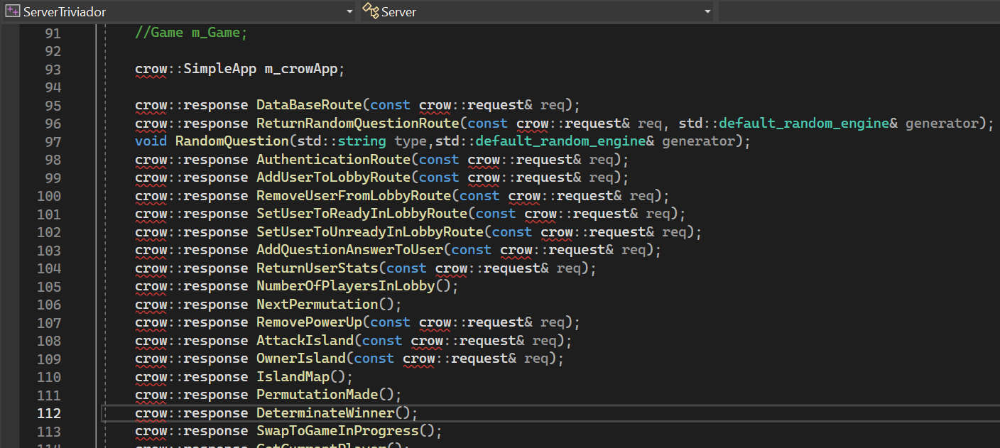 ServerTriviador Server
91 //Game m_Game;
92
93 crow::SimpleApp m_crowApp;
94
95 crow::response DataBaseRoute(const crow::request& req);
96 crow::response ReturnRandomQuestionRoute(const crow::request& req, std::default_random_engine& generator);
97 void RandomQuestion(std::string type,std::default_random_engine& generator);
98 crow::response AuthenticationRoute(const crow::request& req);
99 crow::response AddUserToLobbyRoute(const crow::request& req);
100 crow::response RemoveUserFromLobbyRoute(const crow::request& req);
101 crow::response SetUserToReadyInLobbyRoute(const crow::request& req);
102 crow::response SetUserToUnreadyInLobbyRoute(const crow::request& req);
103 crow::response AddQuestionAnswerToUser(const crow::request& req);
104 crow::response ReturnUserStats(const crow::request& req);
105 crow::response NumberOfPlayersInLobby();
106 crow::response NextPermutation();
107 crow::response RemovePowerUp(const crow::request& req);
108 crow::response AttackIsland(const crow::request& req);
109 crow::response OwnerIsland(const crow::request& req);
110 crow::response IslandMap();
111 crow::response PermutationMade();
112 crow::response DeterminateWinner();
113 crow::response SwapToGameInProgress();
114 crow::response GetCurrentPlayer();